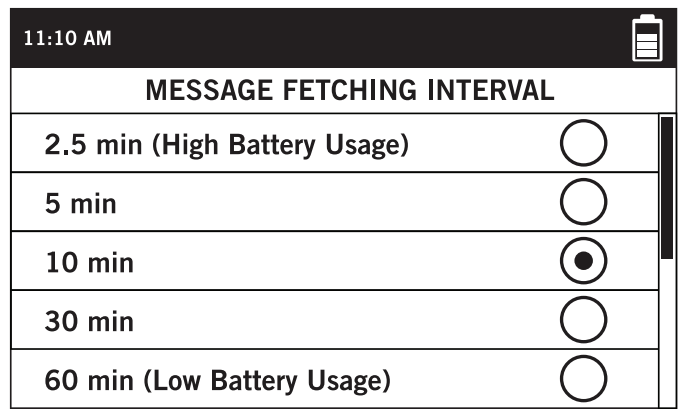 11:10 AM
MESSAGE FETCHING INTERVAL
2.5 min (High Battery Usage)
5 min
10 min
30 min
60 min (Low Battery Usage)